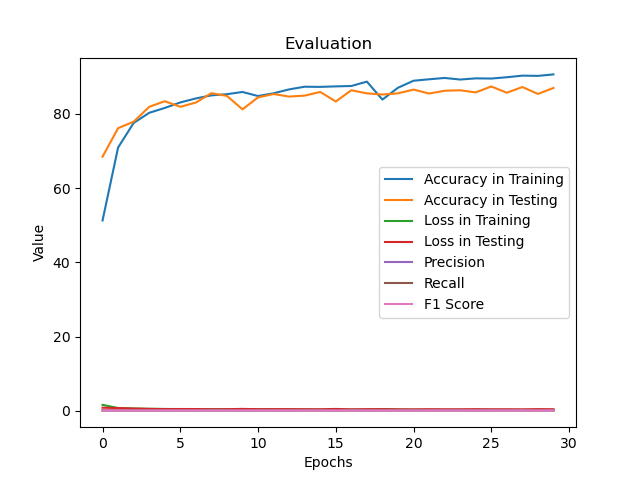 Evaluation
Value
80
60
40
20
0
Accuracy in Training
Accuracy in Testing
Loss in Training
Loss in Testing
Precision
Recall
F1 Score
0 5 10 15 20 25 30
Epochs